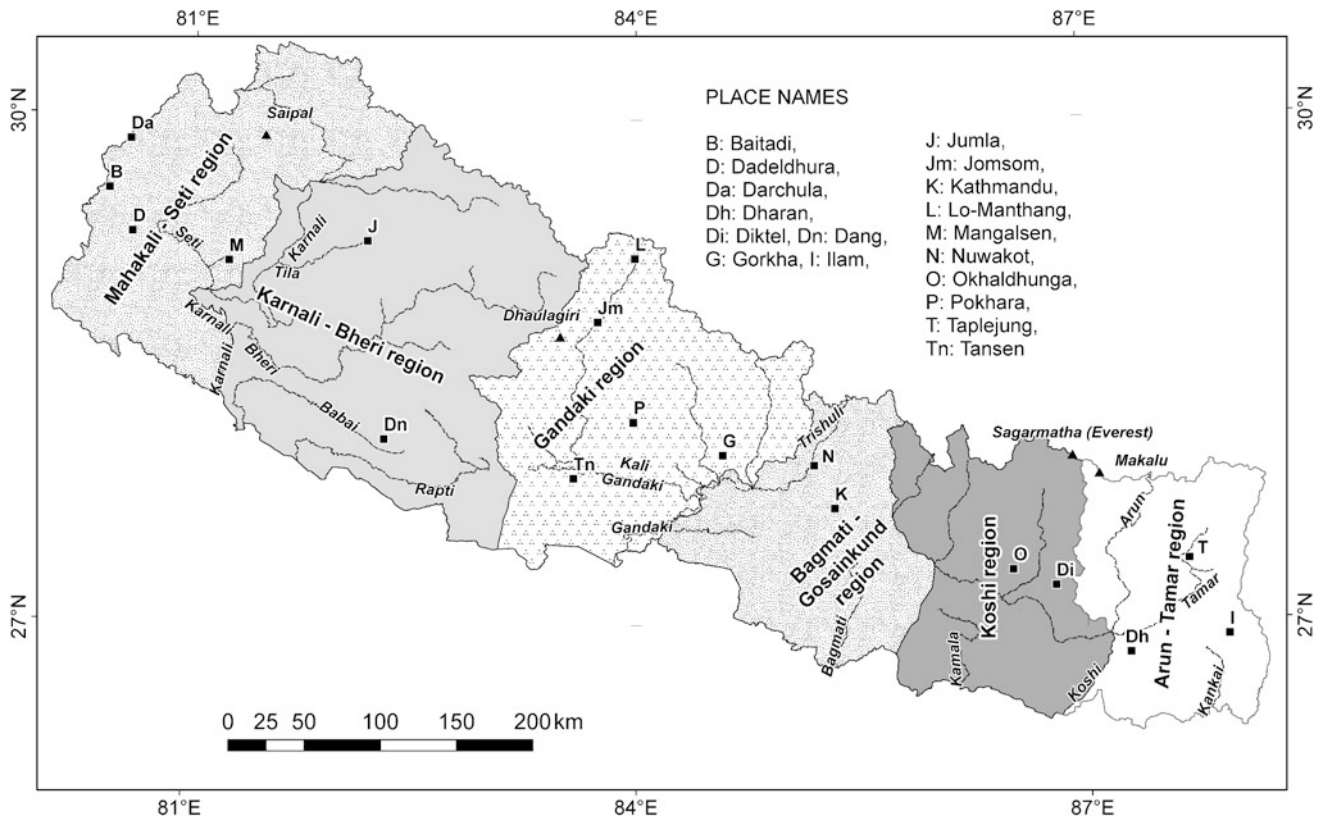 81°E 84°E 87°E
30°N
30°N
27°N
27°N
PLACE NAMES
B: Baitadi,
D: Dadeldhura,
Da: Darchula,
Dh: Dharan,
Di: Diktel, Dn: Dang,
G: Gorkha, I: Ilam,
J: Jumla,
Jm: Jomsom,
K: Kathmandu,
L: Lo-Manthang,
M: Mangalsen,
N: Nuwakot,
O: Okhaldhunga,
P: Pokhara,
T: Taplejung,
Tn: Tansen
Da
Saipal
B
D
Mahakali - Seti region
Seti
M
Karnali
J
Tila
Karnali - Bheri region
Karnali
Karnali
Bheri
Babai
Dn
Rapti
L
Jm
Dhaulagiri
Gandaki region
P
G
Tn
Kali
Gandaki
Gandaki
Trishuli
N
K
Bagmati -
Gosainkund
region
Bagmati
Sagarmatha (Everest)
Makalu
Koshi region
O
Di
Kamala
Koshi
Arun
Arun - Tamar region
T
Tamar
Dh
I
Kankai
0 25 50 100 150 200 km
81°E 84°E 87°E